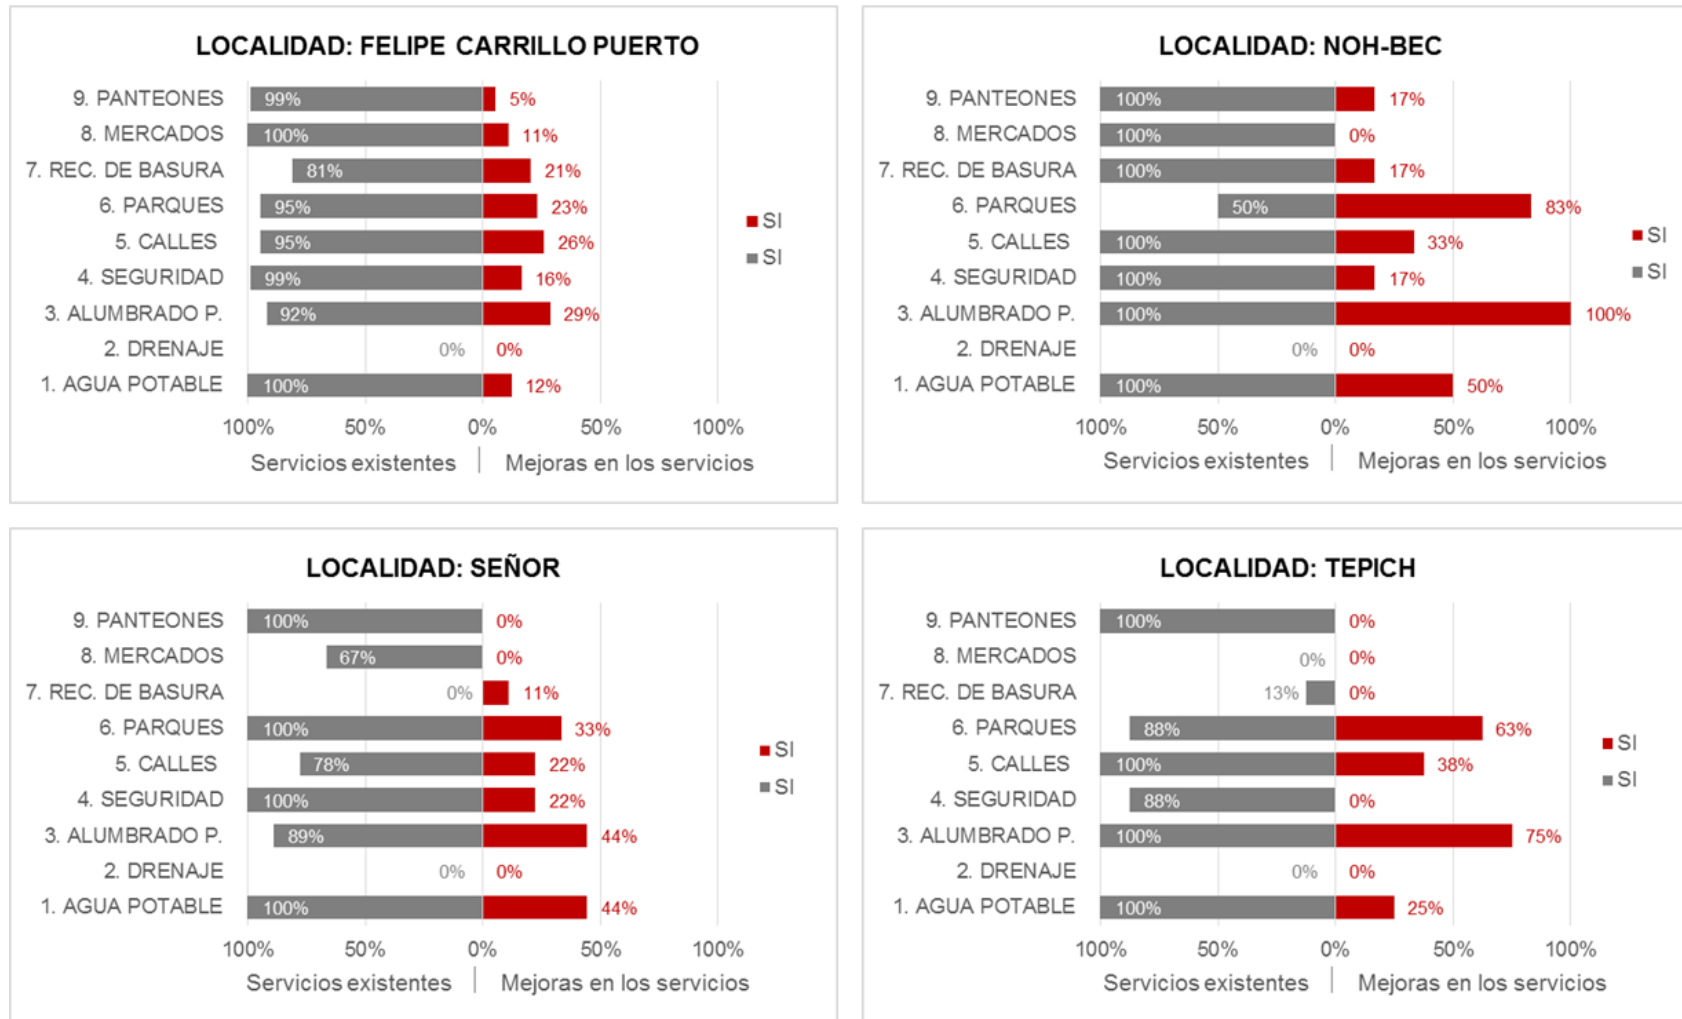 LOCALIDAD: FELIPE CARRILLO PUERTO
9. PANTEONES 99% 5%
8. MERCADOS 100% 11%
7. REC. DE BASURA 81% 21%
6. PARQUES 95% 23%
5. CALLES 95% 26%
4. SEGURIDAD 99% 16%
3. ALUMBRADO P. 92% 29%
2. DRENAJE 0% 0%
1. AGUA POTABLE 100% 12%
100% 50% 0% 50% 100%
Servicios existentes | Mejoras en los servicios
SI
SI
LOCALIDAD: NOH-BEC
9. PANTEONES 100% 17%
8. MERCADOS 100% 0%
7. REC. DE BASURA 100% 17%
6. PARQUES 50% 83%
5. CALLES 100% 33%
4. SEGURIDAD 100% 17%
3. ALUMBRADO P. 100% 100%
2. DRENAJE 0% 0%
1. AGUA POTABLE 100% 50%
100% 50% 0% 50% 100%
Servicios existentes | Mejoras en los servicios
SI
SI
LOCALIDAD: SEÑOR
9. PANTEONES 100% 0%
8. MERCADOS 67% 0%
7. REC. DE BASURA 0% 11%
6. PARQUES 100% 33%
5. CALLES 78% 22%
4. SEGURIDAD 100% 22%
3. ALUMBRADO P. 89% 44%
2. DRENAJE 0% 0%
1. AGUA POTABLE 100% 44%
100% 50% 0% 50% 100%
Servicios existentes | Mejoras en los servicios
SI
SI
LOCALIDAD: TEPICH
9. PANTEONES 100% 0%
8. MERCADOS 0% 0%
7. REC. DE BASURA 13% 0%
6. PARQUES 88% 63%
5. CALLES 100% 38%
4. SEGURIDAD 88% 0%
3. ALUMBRADO P. 100% 75%
2. DRENAJE 0% 0%
1. AGUA POTABLE 100% 25%
100% 50% 0% 50% 100%
Servicios existentes | Mejoras en los servicios
SI
SI